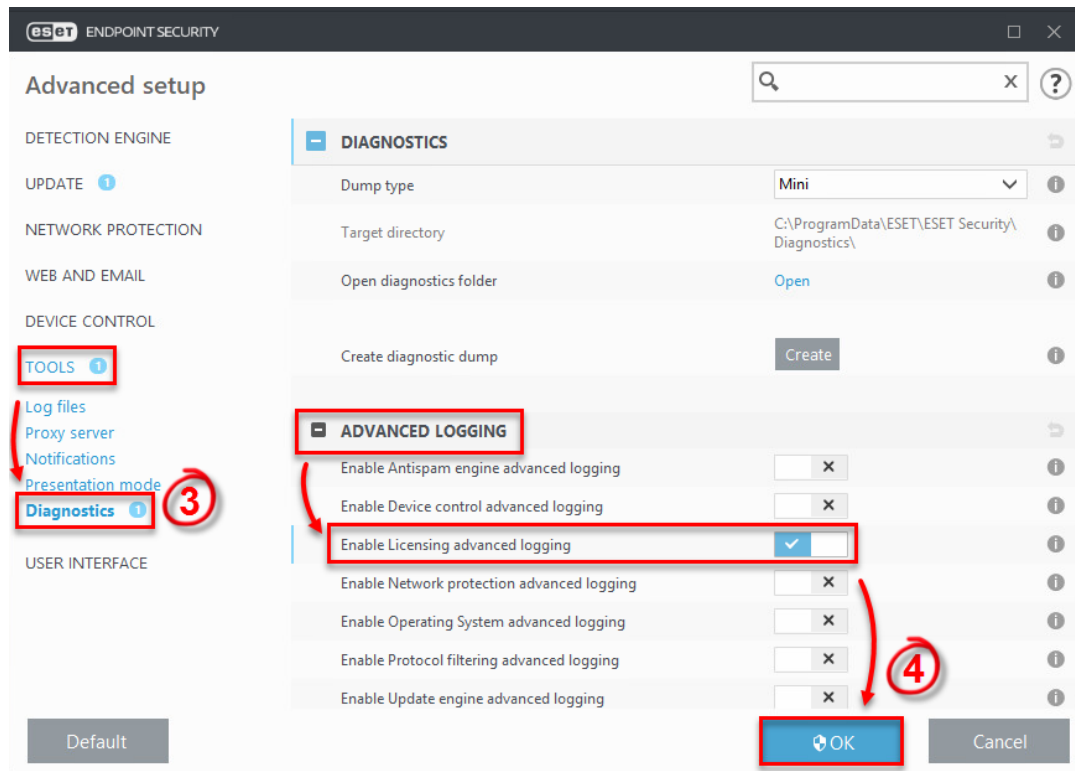 eset ENDPOINT SECURITY
Advanced setup
x ?
DETECTION ENGINE
UPDATE 1
NETWORK PROTECTION
WEB AND EMAIL
DEVICE CONTROL
TOOLS 1
Log files
Proxy server
Notifications
Presentation mode
Diagnostics 1
3
USER INTERFACE
DIAGNOSTICS
Dump type Mini
Target directory C:\ProgramData\ESET\ESET Security\
Diagnostics\
Open diagnostics folder Open
Create diagnostic dump Create
ADVANCED LOGGING
Enable Antispam engine advanced logging
Enable Device control advanced logging
Enable Licensing advanced logging
Enable Network protection advanced logging
Enable Operating System advanced logging
Enable Protocol filtering advanced logging
Enable Update engine advanced logging
4
Default OK Cancel